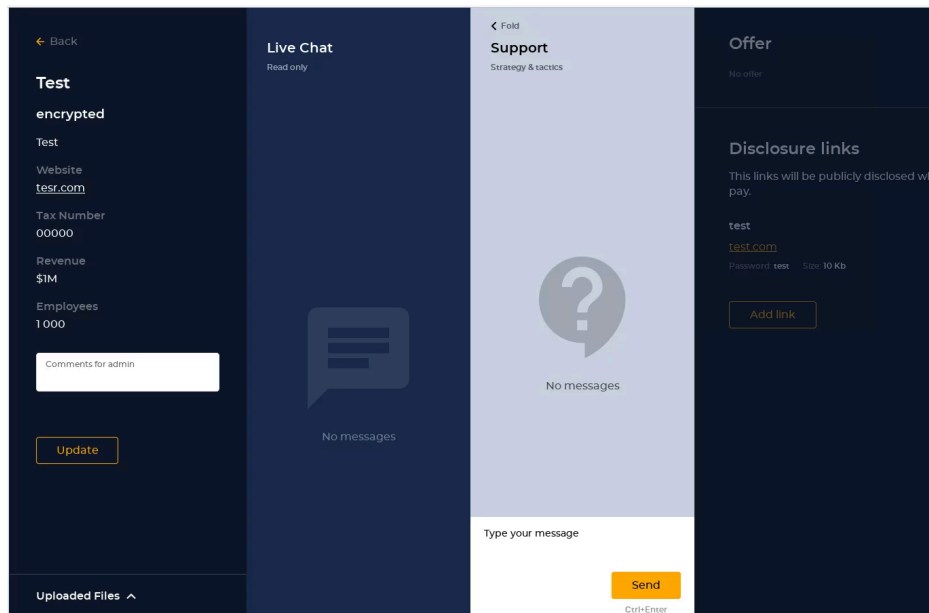 Back
Test
encrypted
Test
Website
tesr.com
Tax Number
00000
Revenue
$1M
Employees
1 000
Comments for admin
Update
Uploaded Files
Live Chat
Read only
No messages
Fold
Support
Strategy & tactics
No messages
Type your message
Send
Ctrl+Enter
Offer
No offer
Disclosure links
This links will be publicly disclosed
pay.
test
test.com
Password: test Size: 10 Kb
Add link